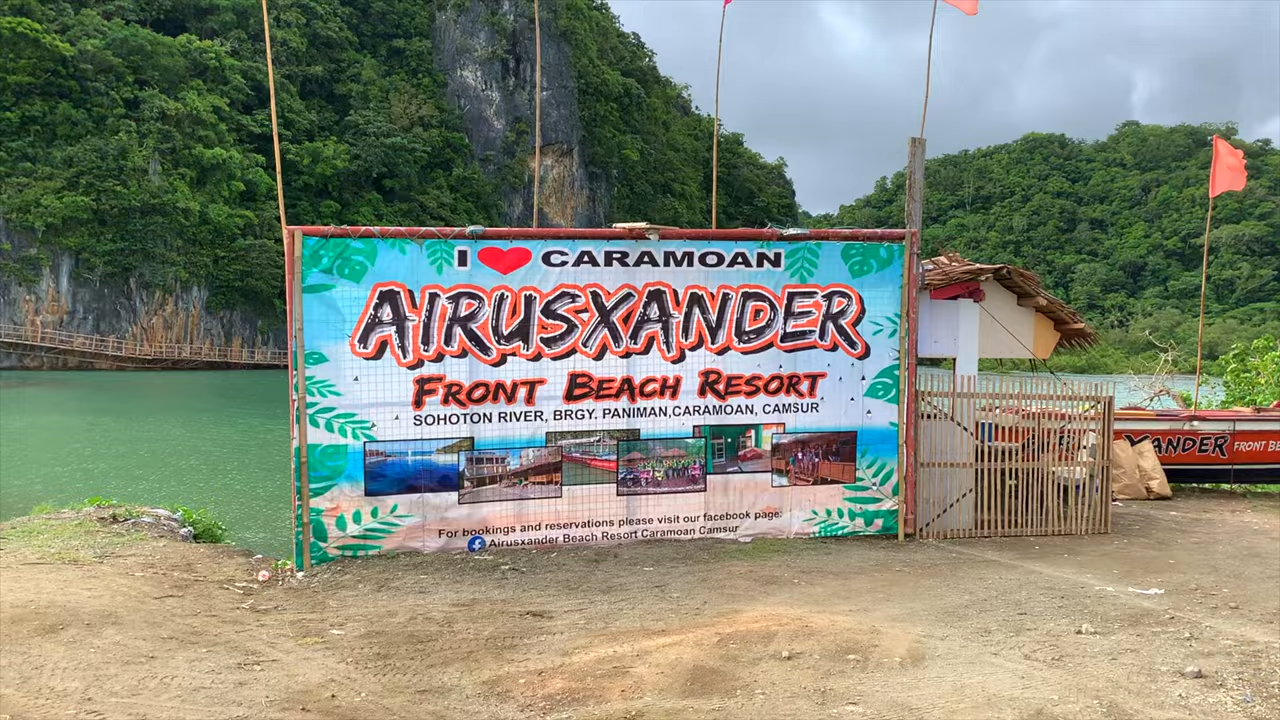 I ❤ CARAMOAN
AIRUSXANDER
FRONT BEACH RESORT
SOHOTON RIVER, BRGY. PANIMAN,CARAMOAN, CAMSUR
For bookings and reservations please visit our facebook page:
Airusxander Beach Resort Caramoan Camsur
XANDER FRONT BE